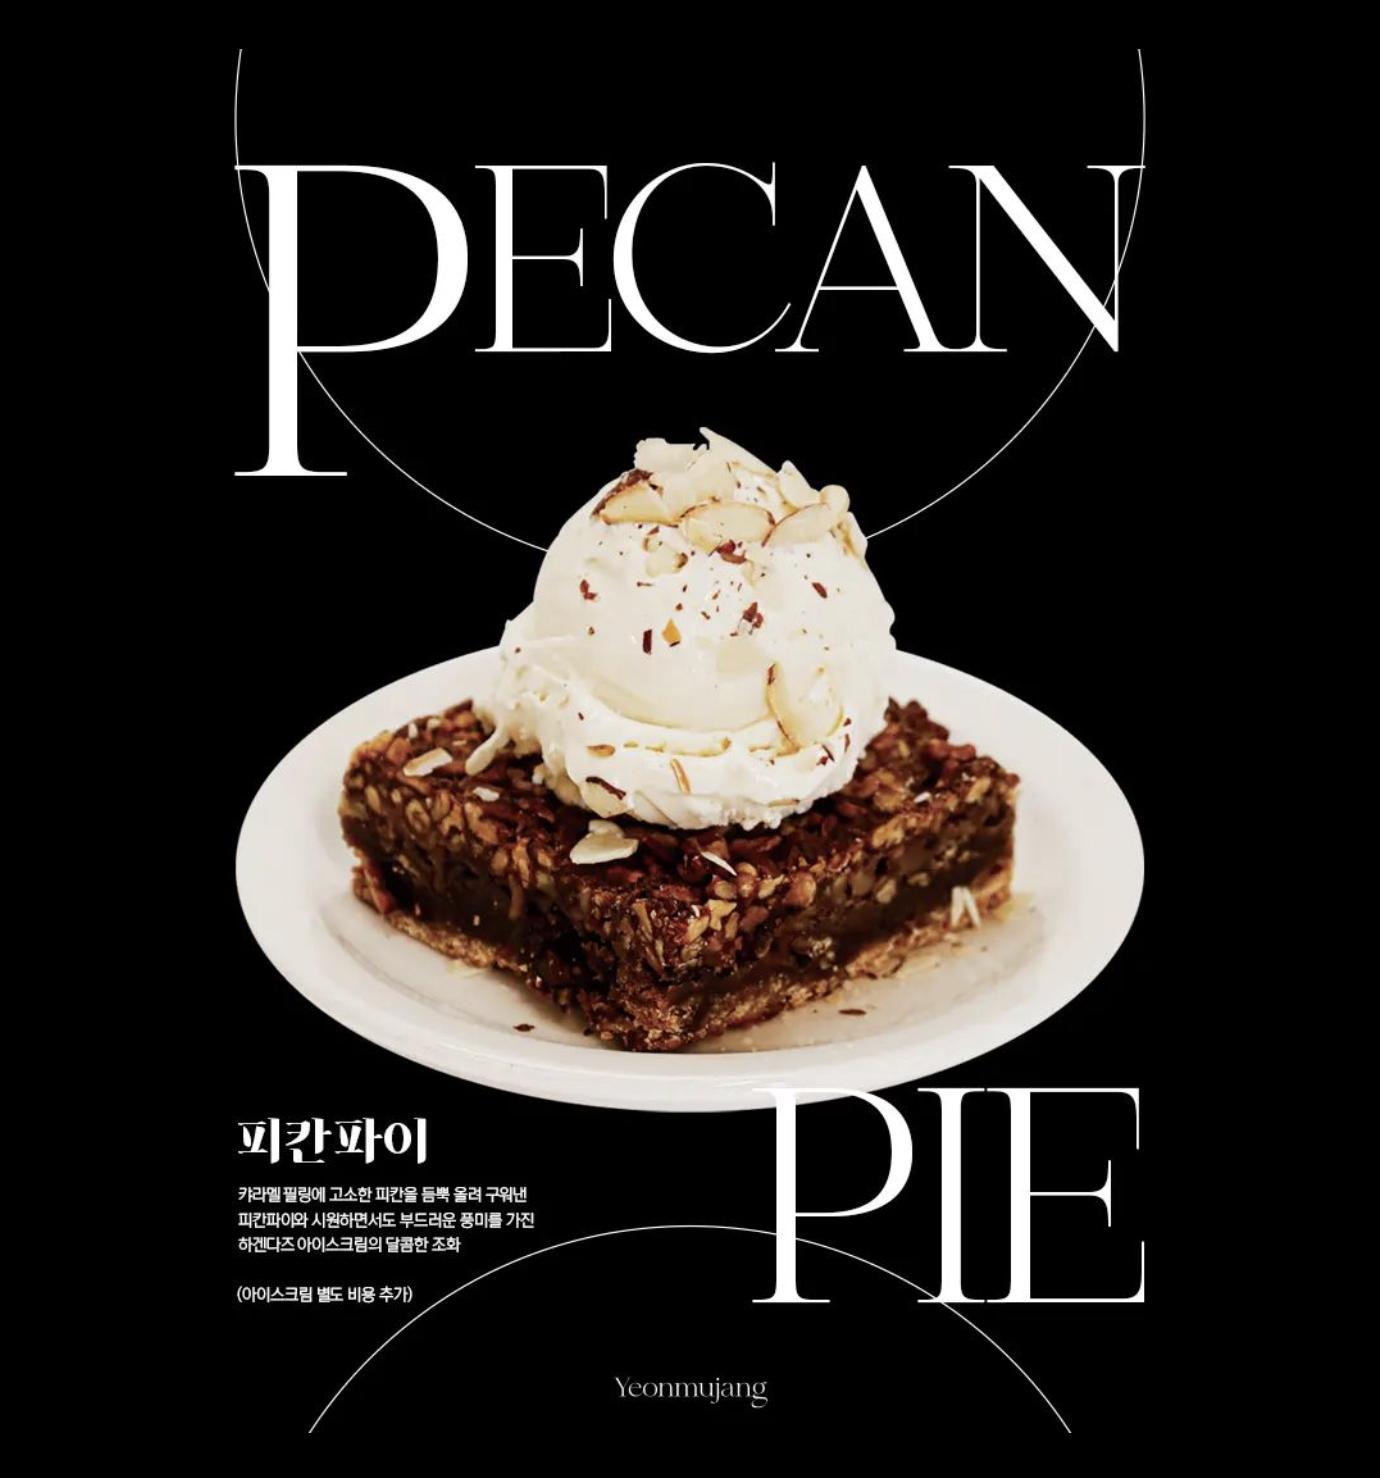 PECAN
PIE
피칸파이
캬라멜 필링에 고소한 피칸을 듬뿍 올려 구워낸
피칸파이와 시원하면서도 부드러운 풍미를 가진
하겐다즈 아이스크림의 달콤한 조화
(아이스크림 별도 비용 추가)
Yeonmujang